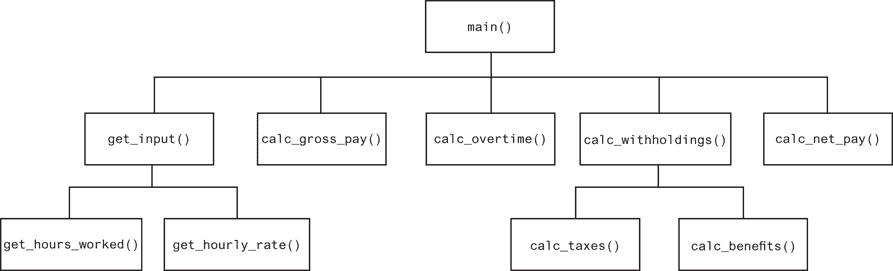 main()
get_input()
calc_gross_pay()
calc_overtime()
calc_withholdings()
calc_net_pay()
get_hours_worked()
get_hourly_rate()
calc_taxes()
calc_benefits()